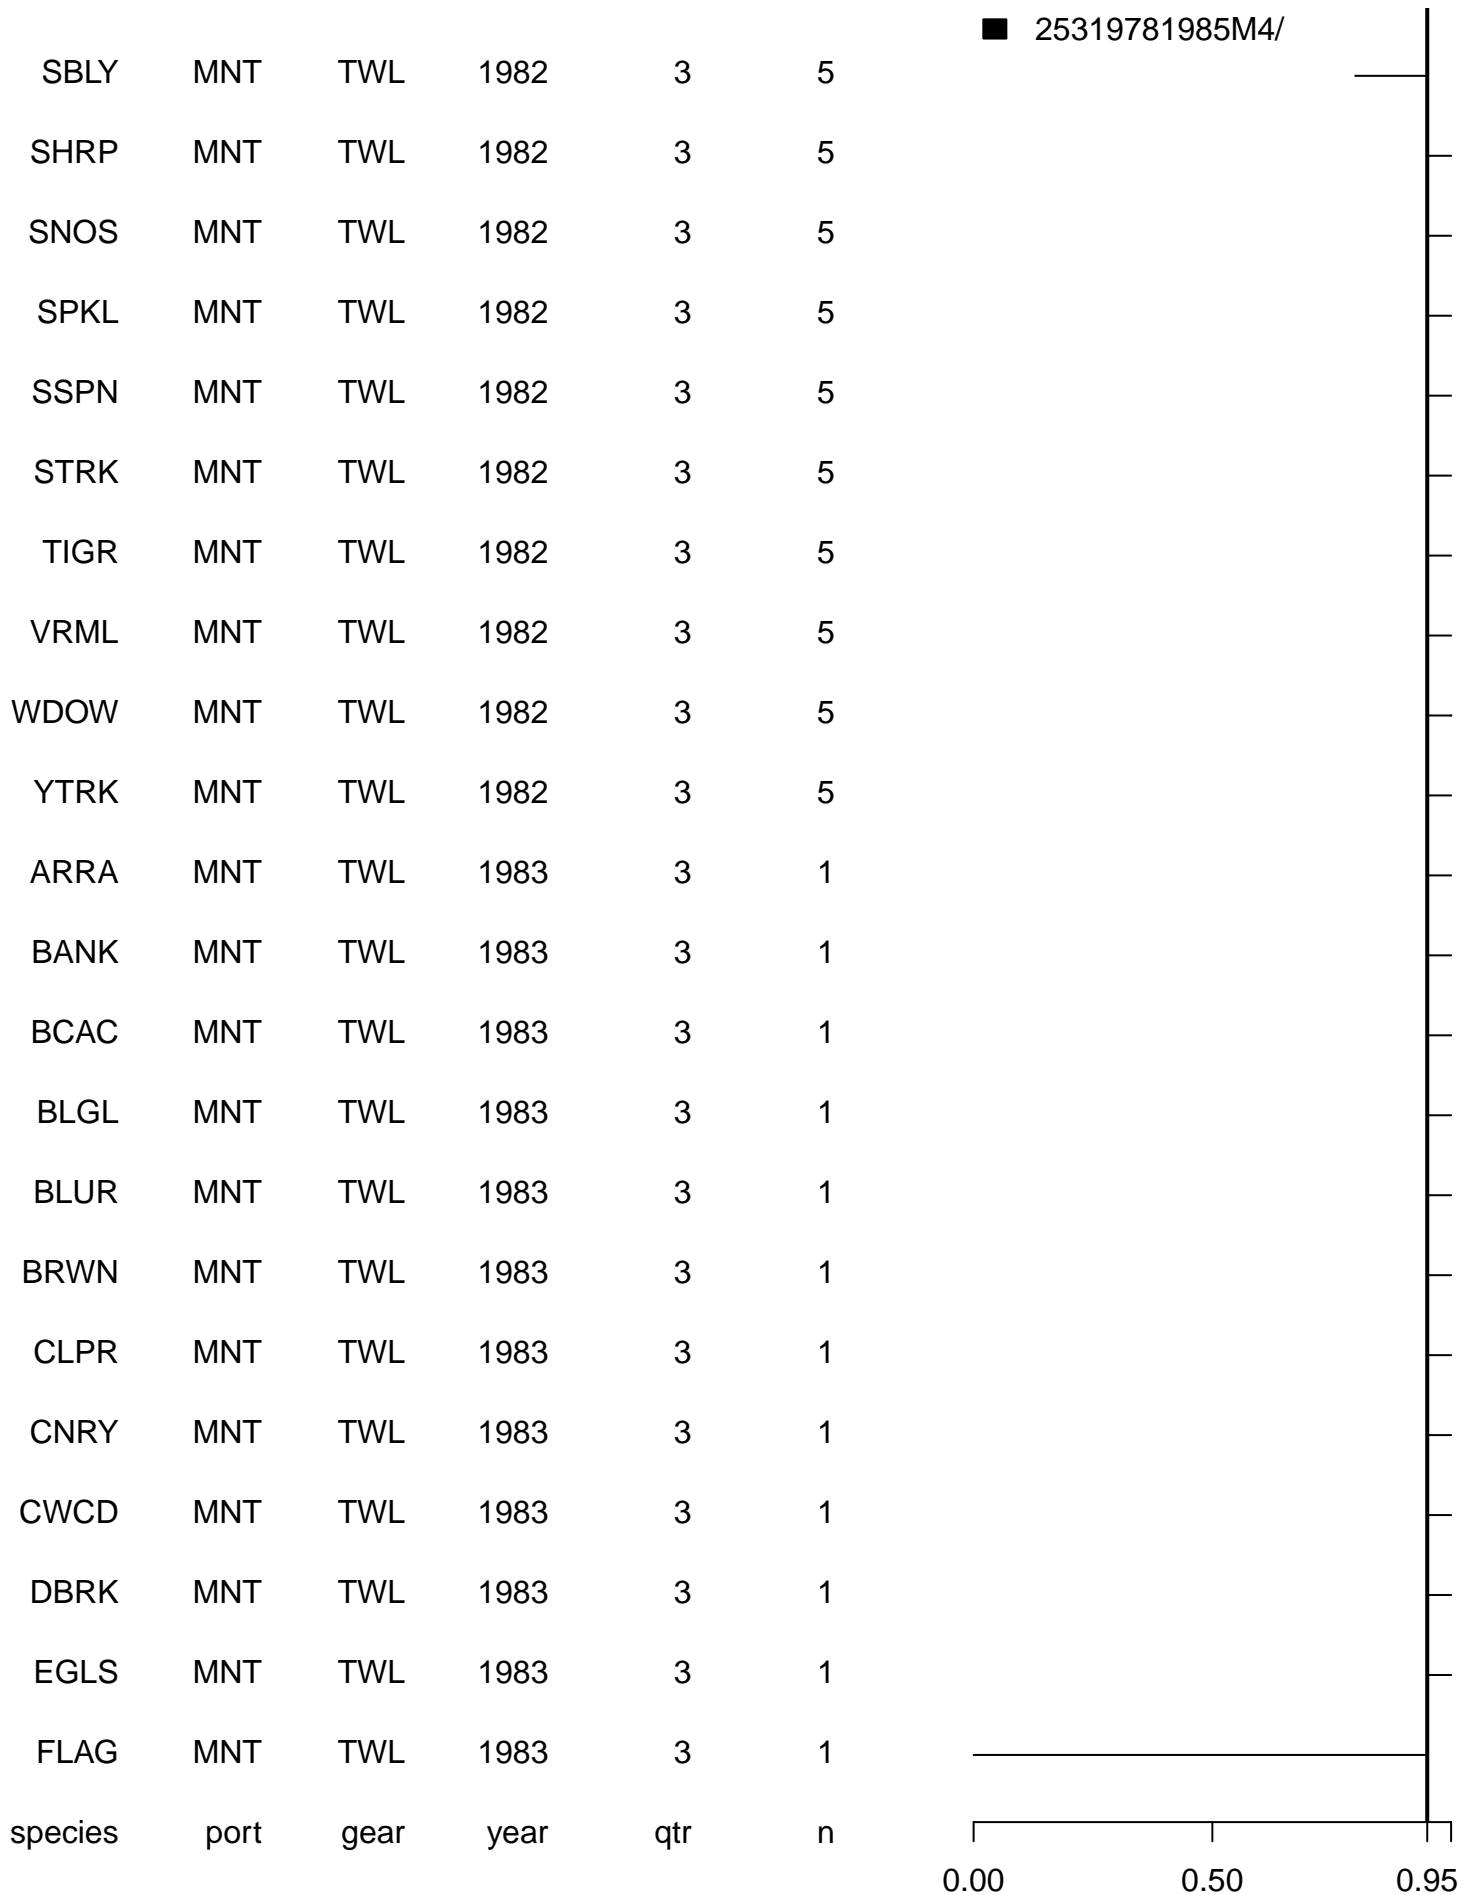 25319781985M4/
SBLY MNT TWL 1982 3 5
SHRP MNT TWL 1982 3 5
SNOS MNT TWL 1982 3 5
SPKL MNT TWL 1982 3 5
SSPN MNT TWL 1982 3 5
STRK MNT TWL 1982 3 5
TIGR MNT TWL 1982 3 5
VRML MNT TWL 1982 3 5
WDOW MNT TWL 1982 3 5
YTRK MNT TWL 1982 3 5
ARRA MNT TWL 1983 3 1
BANK MNT TWL 1983 3 1
BCAC MNT TWL 1983 3 1
BLGL MNT TWL 1983 3 1
BLUR MNT TWL 1983 3 1
BRWN MNT TWL 1983 3 1
CLPR MNT TWL 1983 3 1
CNRY MNT TWL 1983 3 1
CWCD MNT TWL 1983 3 1
DBRK MNT TWL 1983 3 1
EGLS MNT TWL 1983 3 1
FLAG MNT TWL 1983 3 1
species port gear year qtr n
0.00 0.50 0.95